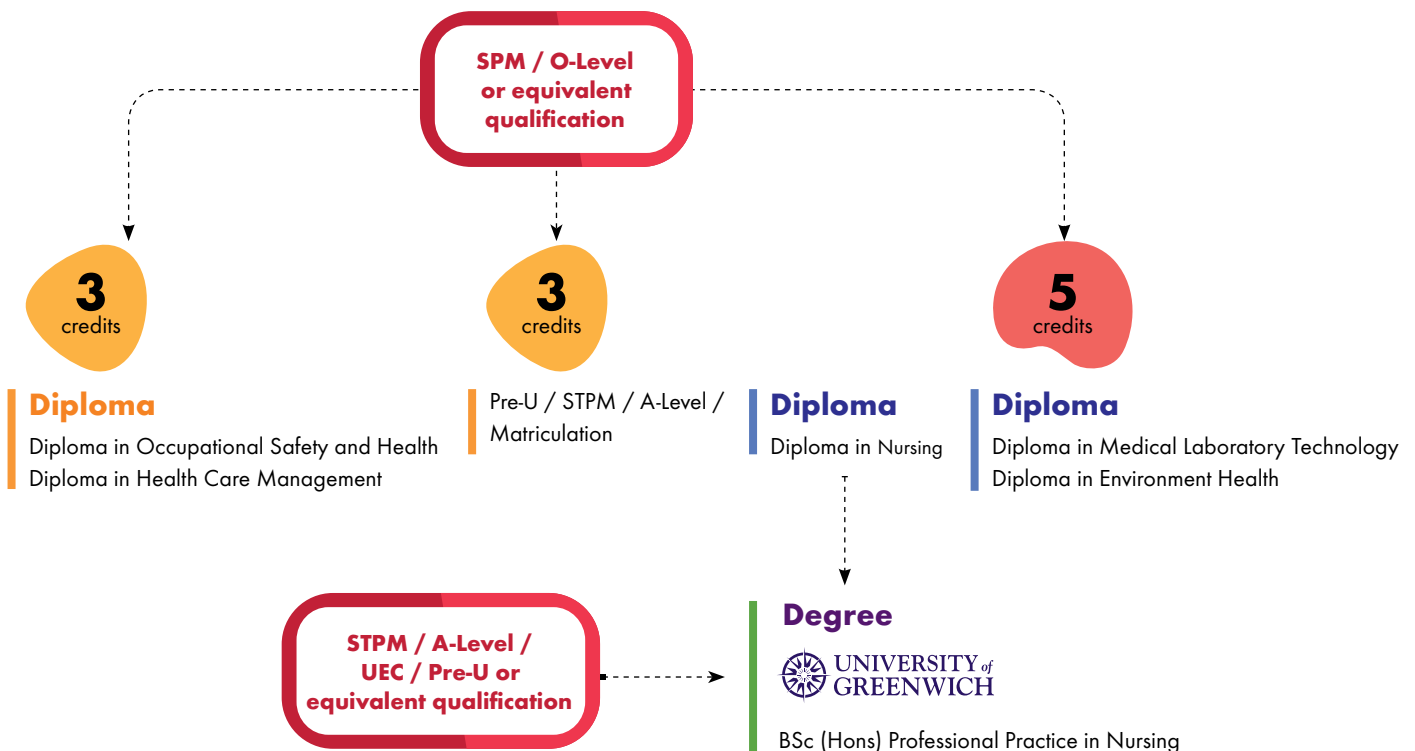 SPM / O-Level
or equivalent
qualification
3
credits
3
credits
5
credits
Diploma
Diploma in Occupational Safety and Health
Diploma in Health Care Management
Pre-U / STPM / A-Level /
Matriculation
Diploma
Diploma in Nursing
Diploma
Diploma in Medical Laboratory Technology
Diploma in Environment Health
STPM / A-Level /
UEC / Pre-U or
equivalent qualification
Degree
UNIVERSITY of
GREENWICH
BSc (Hons) Professional Practice in Nursing